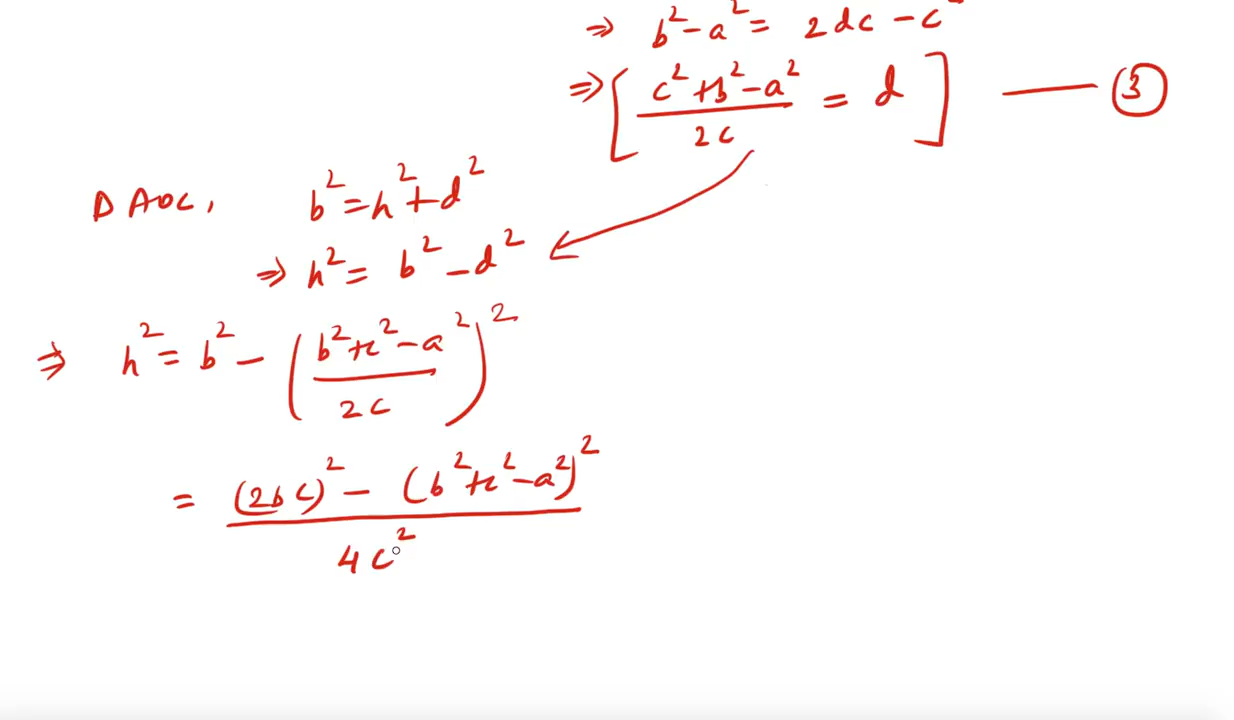 ⇒ b² - a² = 2dc - c²
⇒ [ (c² + b² - a²) / 2c = d ] —— ③
Δ AOC, b² = h² + d²
⇒ h² = b² - d²
⇒ h² = b² - ( (b² + c² - a²) / 2c )²
= ( (2bc)² - (b² + c² - a²)² ) / 4c²